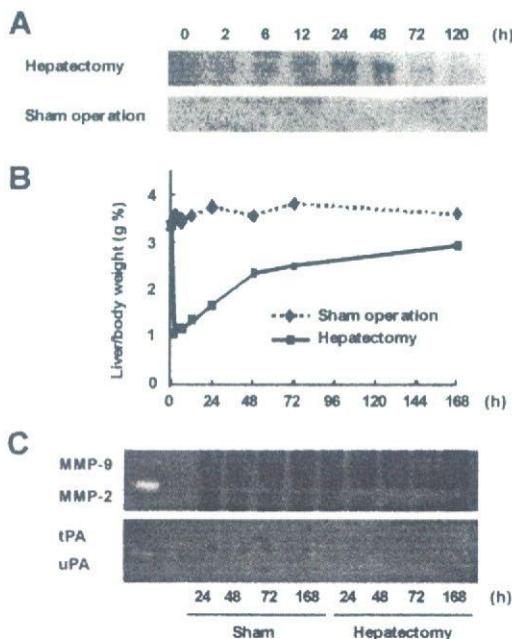 A
0 2 6 12 24 48 72 120 (h)
Hepatectomy
Sham operation
B
Liver/body weight (g %)
4
3
2
1
0
Sham operation
Hepatectomy
0 24 48 72 96 120 144 168 (h)
C
MMP-9
MMP-2
tPA
uPA
24 48 72 168 24 48 72 168 (h)
Sham Hepatectomy